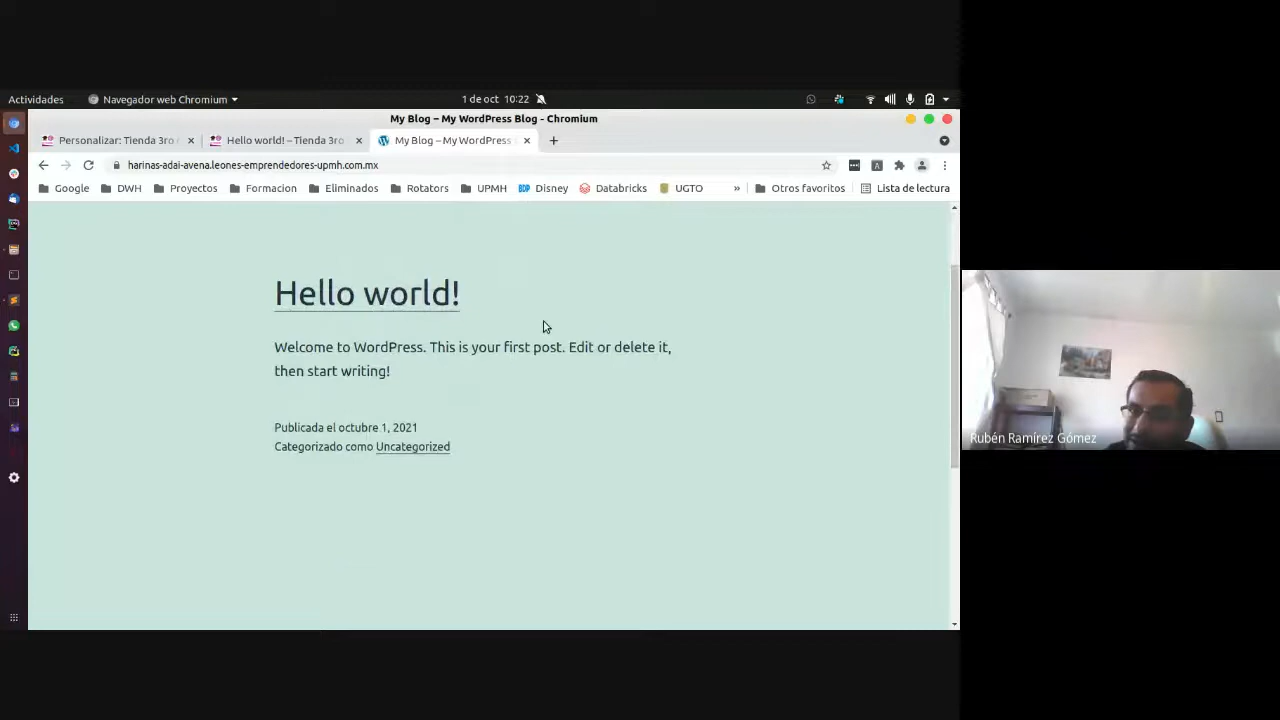 Actividades Navegador web Chromium 1 de oct 10:22
My Blog – My WordPress Blog - Chromium
Personalizar: Tienda 3ro Hello world! – Tienda 3ro My Blog – My WordPress
harinas-adai-avena.leones-emprendedores-upmh.com.mx
Google DWH Proyectos Formacion Eliminados Rotators UPMH BDP Disney Databricks UGTO » Otros favoritos Lista de lectura
Hello world!
Welcome to WordPress. This is your first post. Edit or delete it,
then start writing!
Publicada el octubre 1, 2021
Categorizado como Uncategorized
Rubén Ramírez Gómez